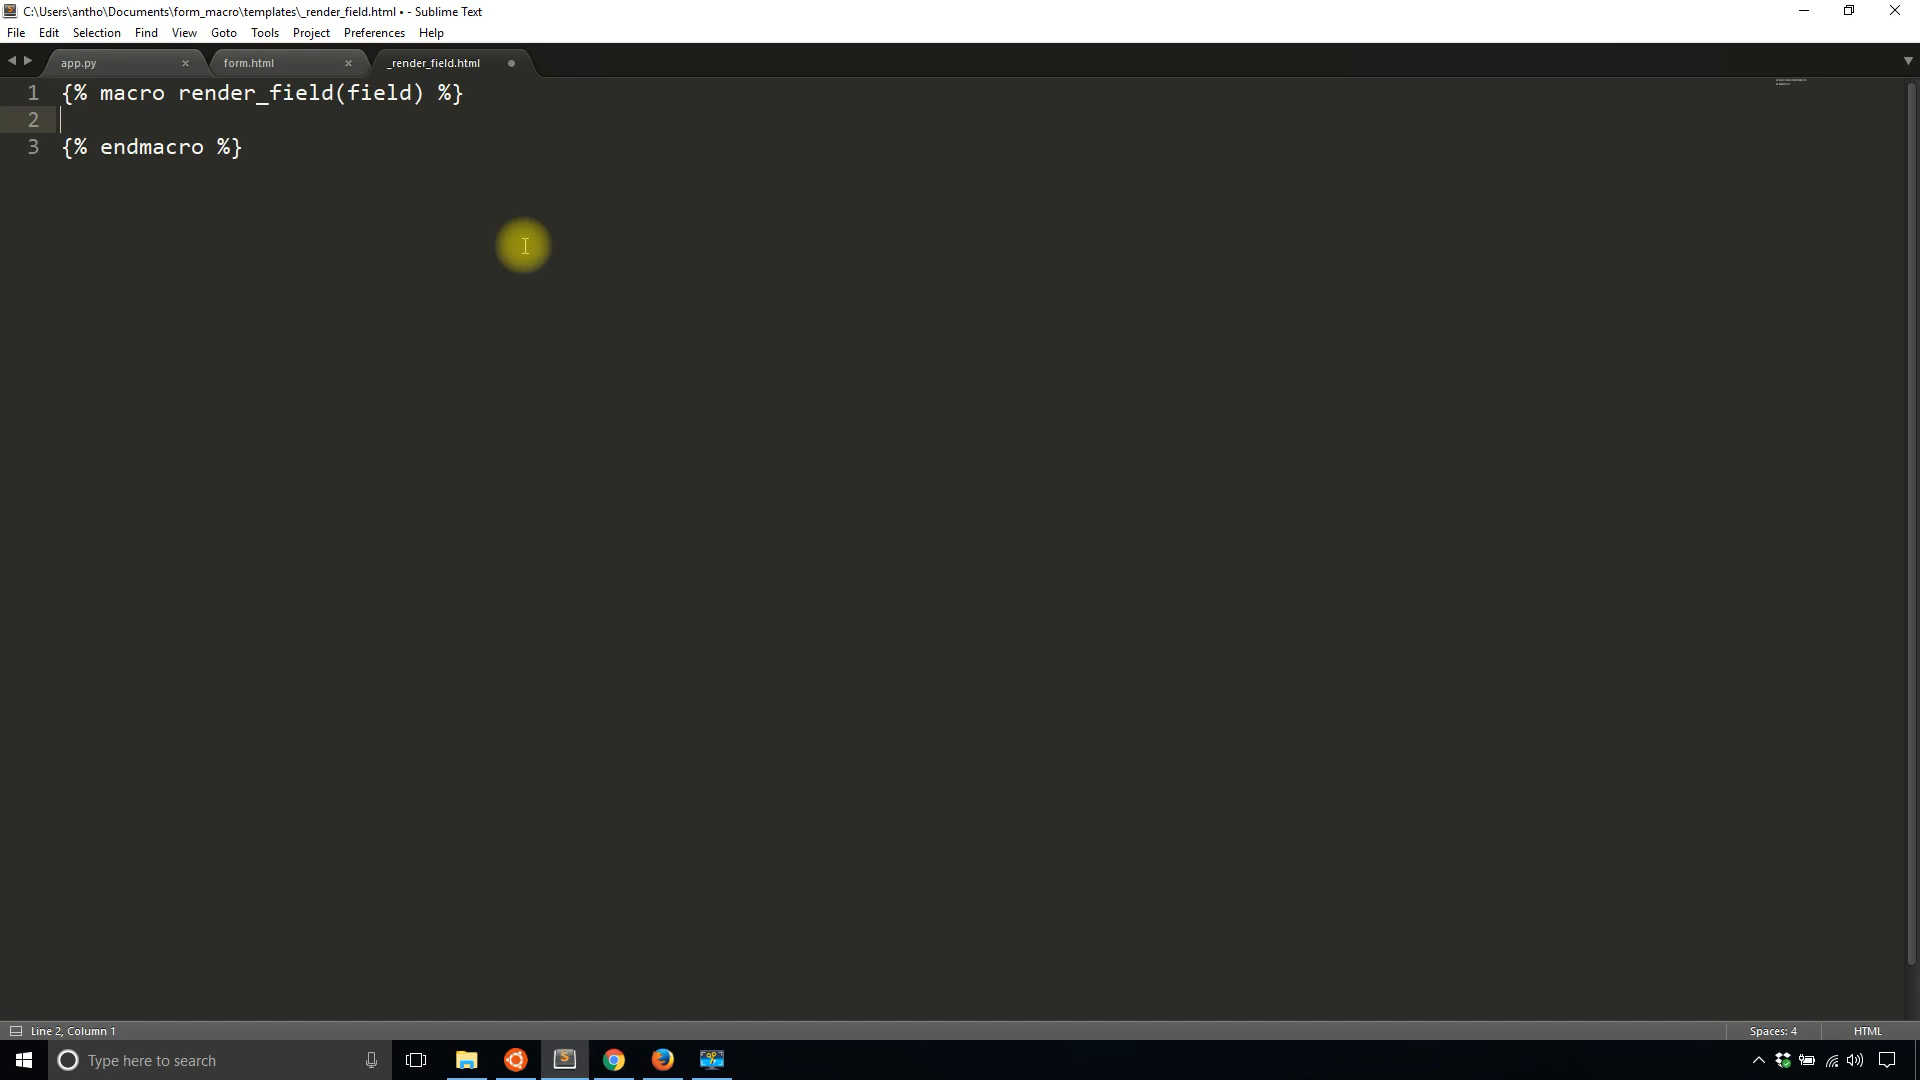 C:\Users\antho\Documents\form_macro\templates\_render_field.html • - Sublime Text
File Edit Selection Find View Goto Tools Project Preferences Help
app.py form.html _render_field.html
1 {% macro render_field(field) %}
2
3 {% endmacro %}
Line 2, Column 1 Spaces: 4 HTML
Type here to search